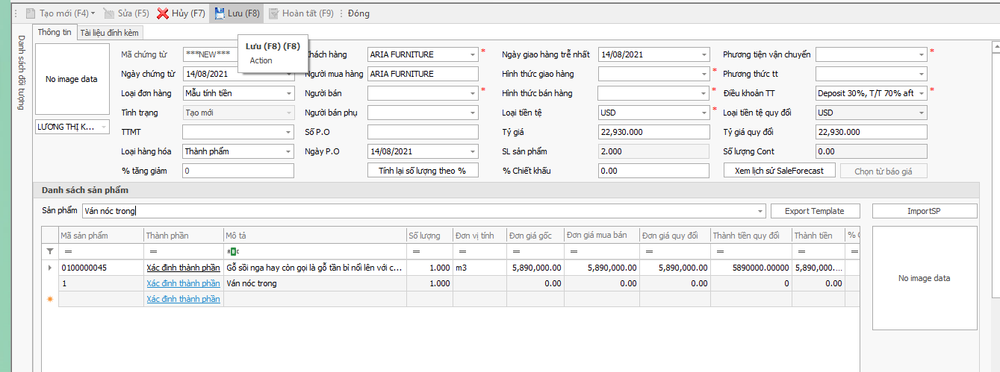 Tạo mới (F4) Sửa (F5) Hủy (F7) Lưu (F8) Hoàn tất (F9) Đóng
Danh sách đối tượng
Thông tin Tài liệu đính kèm
Lưu (F8) (F8)
Action
No image data
LƯƠNG THỊ K...
Mã chứng từ ***NEW*** Khách hàng ARIA FURNITURE * Ngày giao hàng trễ nhất 14/08/2021 Phương tiện vận chuyển *
Ngày chứng từ 14/08/2021 Người mua hàng ARIA FURNITURE Hình thức giao hàng * Phương thức tt
Loại đơn hàng Mẫu tính tiền Người bán * Hình thức bán hàng * Điều khoản TT Deposit 30%, T/T 70% aft *
Tình trạng Tạo mới Người bán phụ Loại tiền tệ USD * Loại tiền tệ quy đổi USD
TTMT Số P.O Tỷ giá 22,930.000 Tỷ giá quy đổi 22,930.000
Loại hàng hóa Thành phẩm Ngày P.O 14/08/2021 SL sản phẩm 2.000 Số lượng Cont 0.00
% tăng giảm 0 Tính lại số lượng theo % % Chiết khấu 0.00 Xem lịch sử SaleForecast Chọn từ báo giá
Danh sách sản phẩm
Sản phẩm Ván nóc trong Export Template ImportSP
Mã sản phẩm Thành phần Mô tả Số lượng Đơn vị tính Đơn giá gốc Đơn giá mua bán Đơn giá quy đổi Thành tiền quy đổi Thành tiền
= = ABC = = = = = = = =
0100000045 Xác định thành phần Gỗ sồi nga hay còn gọi là gỗ tần bì nổi lên với c... 1.000 m3 5,890,000.00 5,890,000.00 5,890,000.00 5890000.00000 5,890,000....
1 Xác định thành phần Ván nóc trong 1.000 0.00 0.00 0.00 0 0.00
Xác định thành phần
No image data